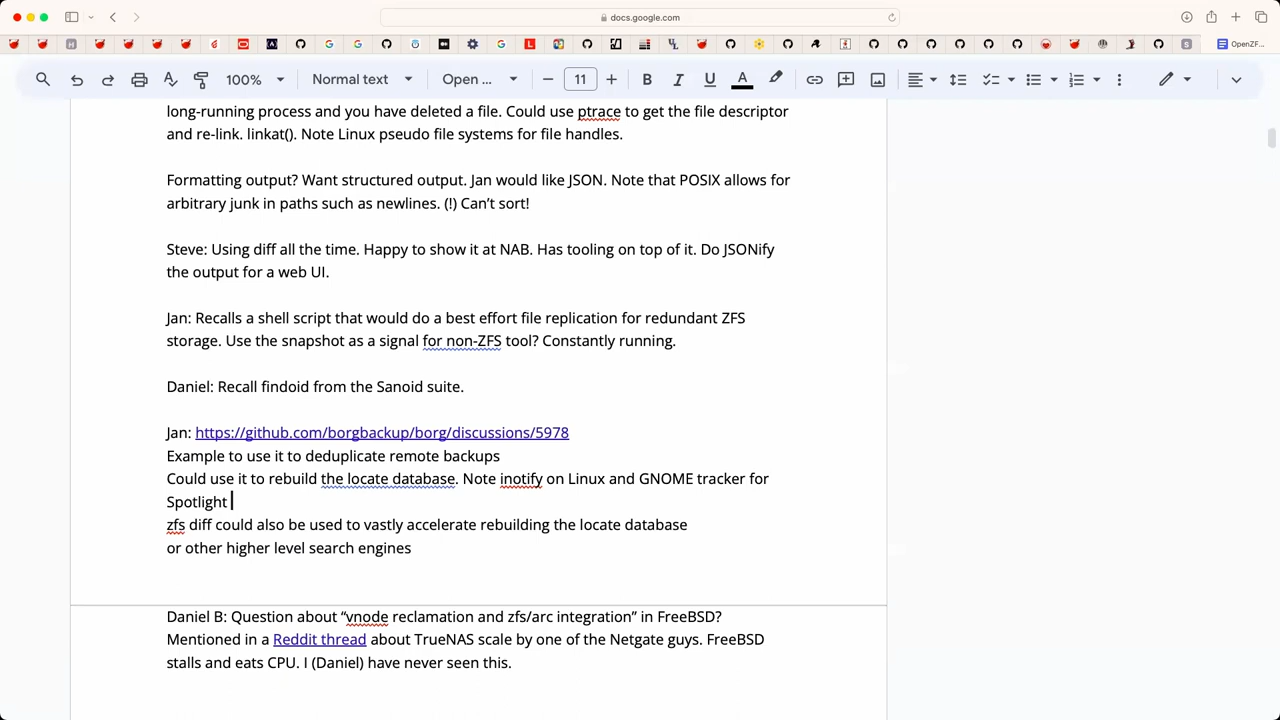 docs.google.com
OpenZF...
100%
Normal text
Open ...
11
B I U A
long-running process and you have deleted a file. Could use ptrace to get the file descriptor
and re-link. linkat(). Note Linux pseudo file systems for file handles.
Formatting output? Want structured output. Jan would like JSON. Note that POSIX allows for
arbitrary junk in paths such as newlines. (!) Can’t sort!
Steve: Using diff all the time. Happy to show it at NAB. Has tooling on top of it. Do JSONify
the output for a web UI.
Jan: Recalls a shell script that would do a best effort file replication for redundant ZFS
storage. Use the snapshot as a signal for non-ZFS tool? Constantly running.
Daniel: Recall findoid from the Sanoid suite.
Jan: https://github.com/borgbackup/borg/discussions/5978
Example to use it to deduplicate remote backups
Could use it to rebuild the locate database. Note inotify on Linux and GNOME tracker for
Spotlight
zfs diff could also be used to vastly accelerate rebuilding the locate database
or other higher level search engines
Daniel B: Question about “vnode reclamation and zfs/arc integration” in FreeBSD?
Mentioned in a Reddit thread about TrueNAS scale by one of the Netgate guys. FreeBSD
stalls and eats CPU. I (Daniel) have never seen this.